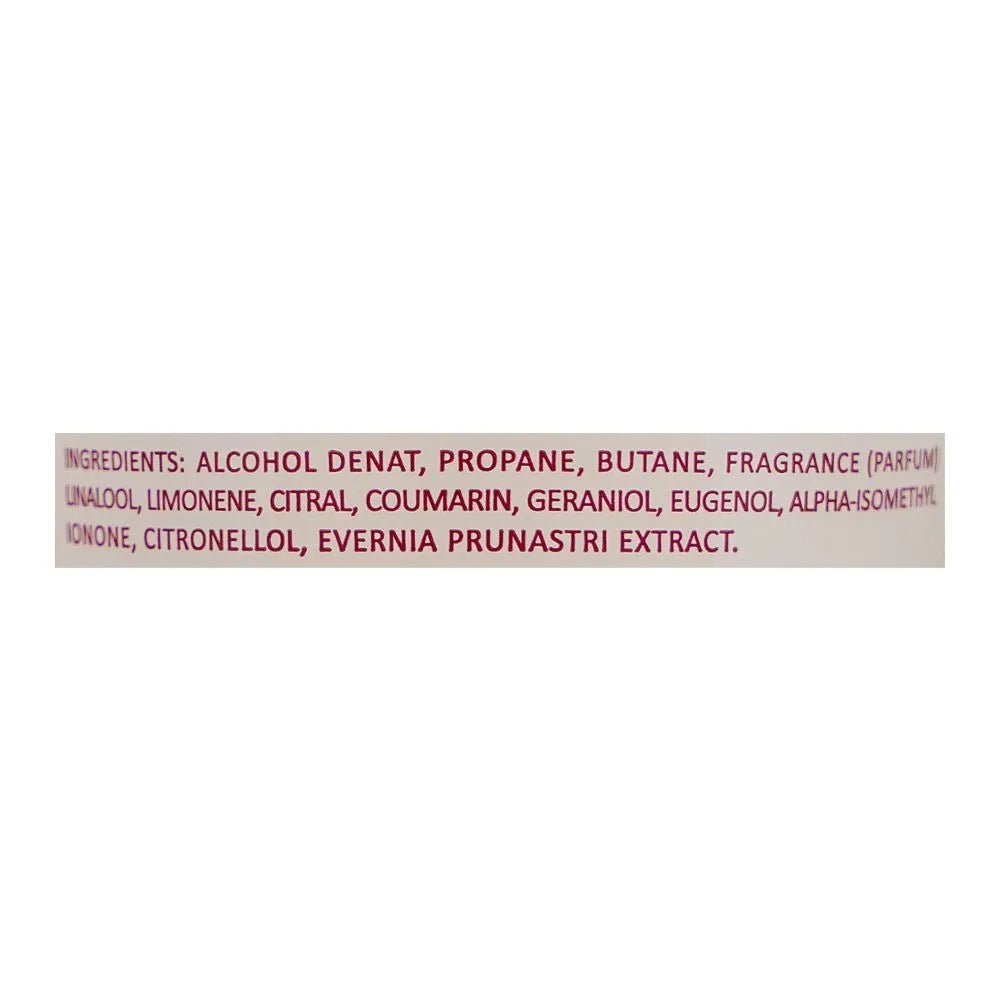 INGREDIENTS: ALCOHOL DENAT, PROPANE, BUTANE, FRAGRANCE (PARFUM)
LINALOOL, LIMONENE, CITRAL, COUMARIN, GERANIOL, EUGENOL, ALPHA-ISOMETHYL
IONONE, CITRONELLOL, EVERNIA PRUNASTRI EXTRACT.